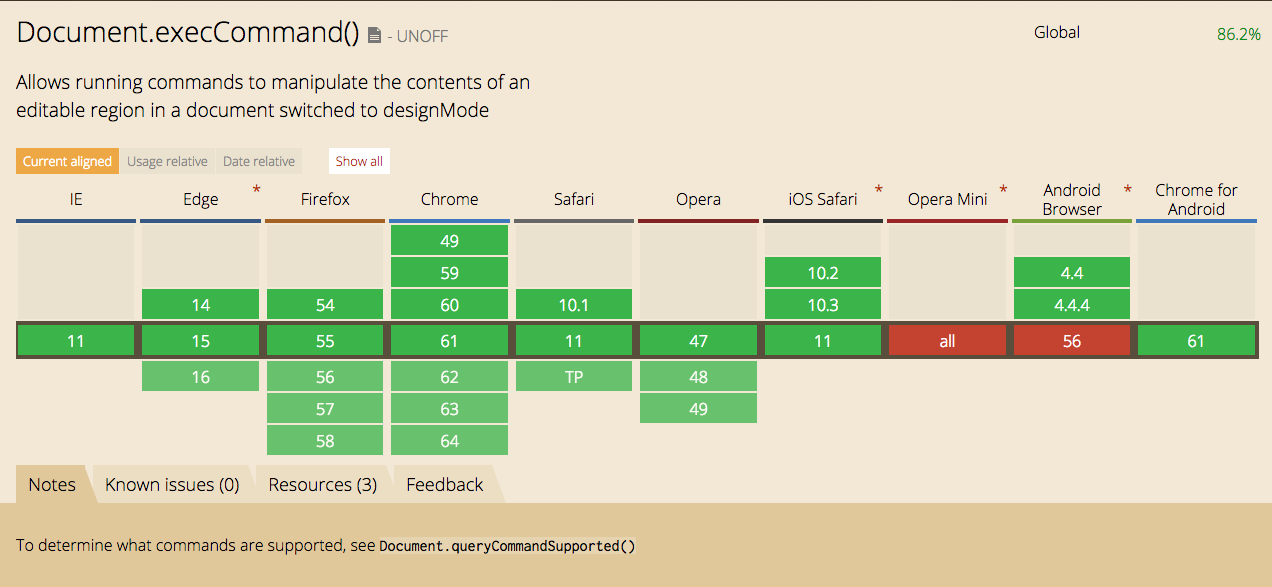 Document.execCommand() - UNOFF
Global 86.2%
Allows running commands to manipulate the contents of an
editable region in a document switched to designMode
Current aligned Usage relative Date relative Show all
IE Edge * Firefox Chrome Safari Opera iOS Safari * Opera Mini * Android Browser * Chrome for Android
49
59 10.2 4.4
14 54 60 10.1 10.3 4.4.4
11 15 55 61 11 47 11 all 56 61
16 56 62 TP 48
57 63 49
58 64
Notes Known issues (0) Resources (3) Feedback
To determine what commands are supported, see Document.queryCommandSupported()